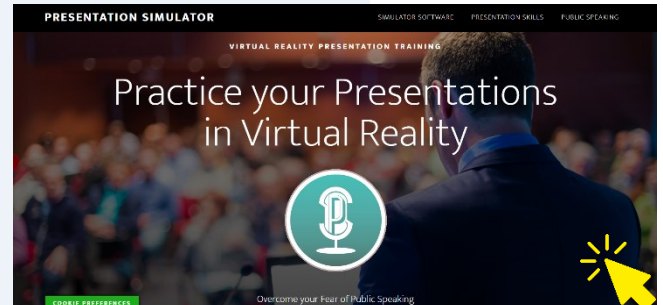 PRESENTATION SIMULATOR
SIMULATOR SOFTWARE PRESENTATION SKILLS PUBLIC SPEAKING
VIRTUAL REALITY PRESENTATION TRAINING
Practice your Presentations
in Virtual Reality
P
Overcome your Fear of Public Speaking
COOKIE PREFERENCES